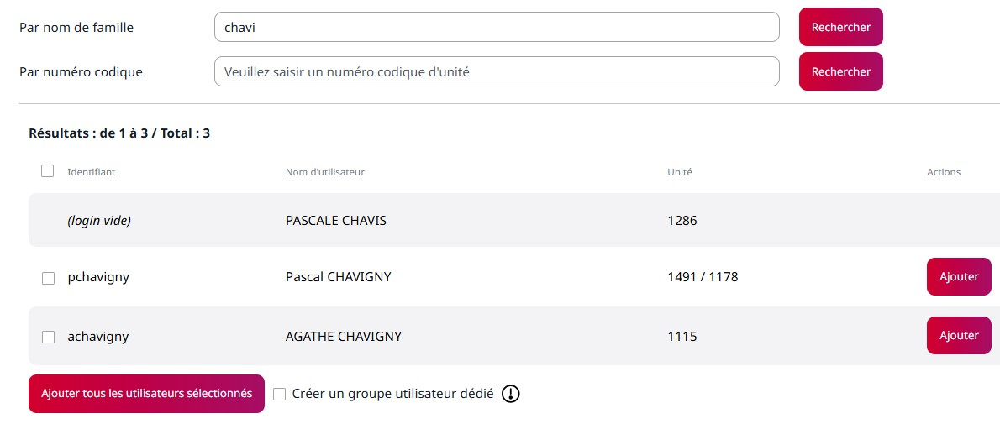 Par nom de famille chavi Rechercher
Par numéro codique Veuillez saisir un numéro codique d'unité Rechercher
Résultats : de 1 à 3 / Total : 3
Identifiant Nom d'utilisateur Unité Actions
(login vide) PASCALE CHAVIS 1286
pchavigny Pascal CHAVIGNY 1491 / 1178 Ajouter
achavigny AGATHE CHAVIGNY 1115 Ajouter
Ajouter tous les utilisateurs sélectionnés Créer un groupe utilisateur dédié